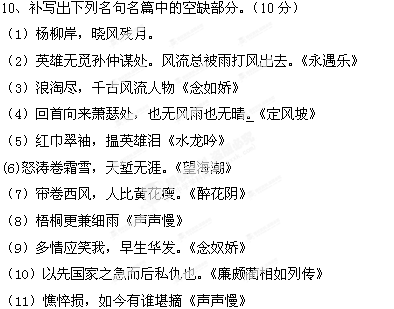 10、补写出下列名句名篇中的空缺部分。（10 分）
（1）杨柳岸，晓风残月。
（2）英雄无觅孙仲谋处。风流总被雨打风出去。《永遇乐》
（3）浪淘尽，千古风流人物《念如娇》
（4）回首向来萧瑟处，也无风雨也无晴。《定风坡》
（5）红巾翠袖，揾英雄泪《水龙吟》
(6)怒涛卷霜雪，天堑无涯。《望海潮》
（7）帘卷西风，人比黄花瘦。《醉花阴》
（8）梧桐更兼细雨《声声慢》
（9）多情应笑我，早生华发。《念奴娇》
（10）以先国家之急而后私仇也。《廉颇蔺相如列传》
（11）憔悴损，如今有谁堪摘《声声慢》